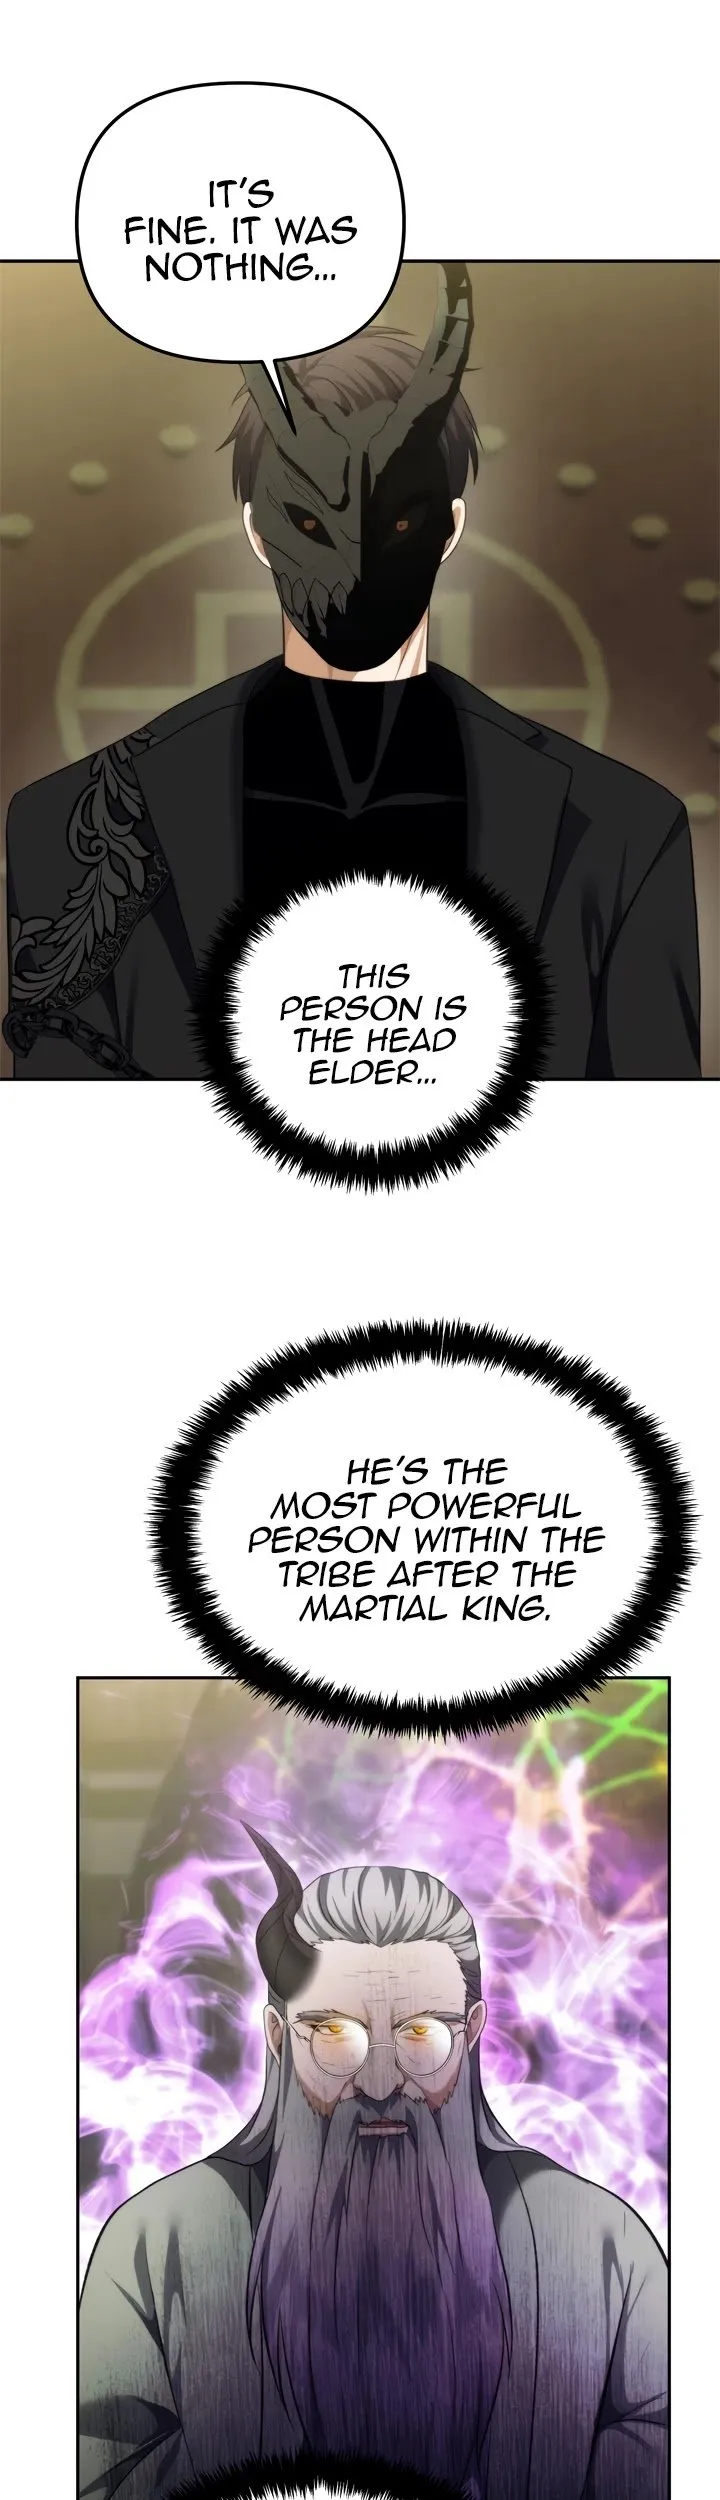 IT'S
FINE. IT WAS
NOTHING...
THIS
PERSON IS
THE HEAD
ELDER...
HE'S THE
MOST POWERFUL
PERSON WITHIN THE
TRIBE AFTER THE
MARTIAL KING.